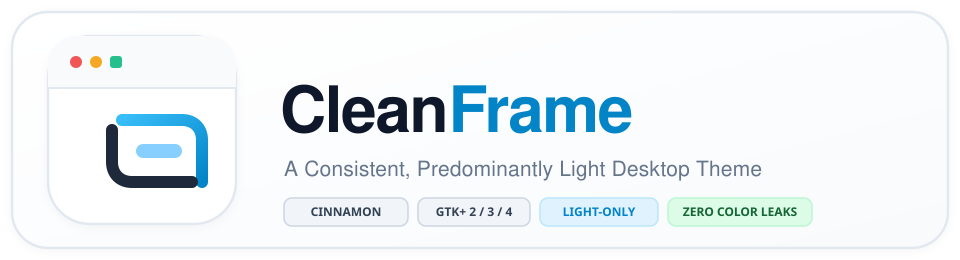 CleanFrame
A Consistent, Predominantly Light Desktop Theme
CINNAMON GTK+ 2 / 3 / 4 LIGHT-ONLY ZERO COLOR LEAKS